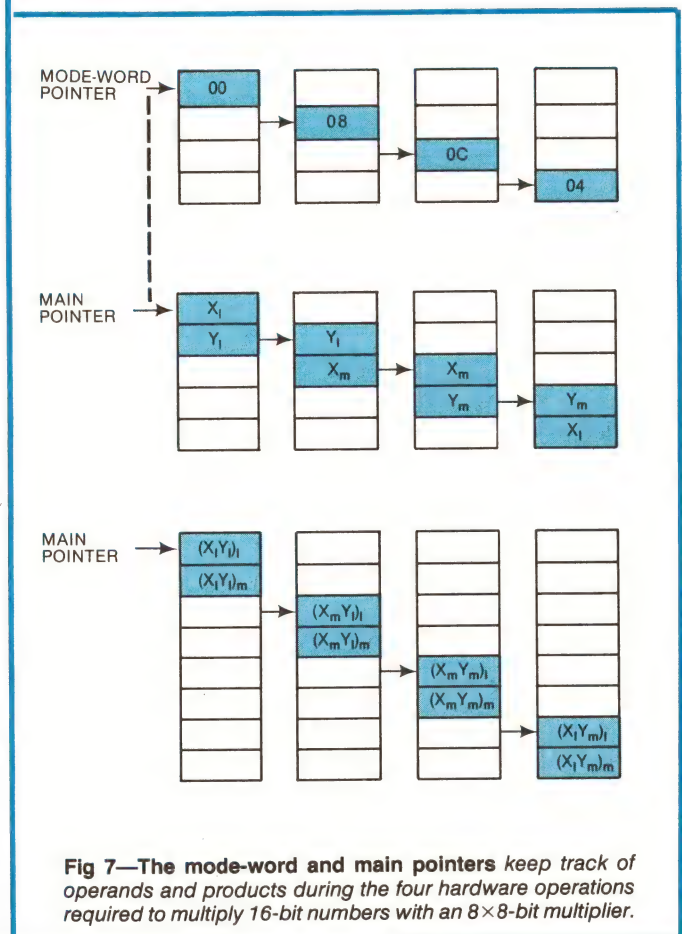 MODE-WORD
POINTER
00
08
0C
04
MAIN
POINTER
Xl
Yl
Yl
Xm
Xm
Ym
Ym
Xl
MAIN
POINTER
(XlYl)l
(XlYl)m
(XmYl)l
(XmYl)m
(XmYm)l
(XmYm)m
(XlYm)l
(XlYm)m
Fig 7—The mode-word and main pointers keep track of
operands and products during the four hardware operations
required to multiply 16-bit numbers with an 8×8-bit multiplier.